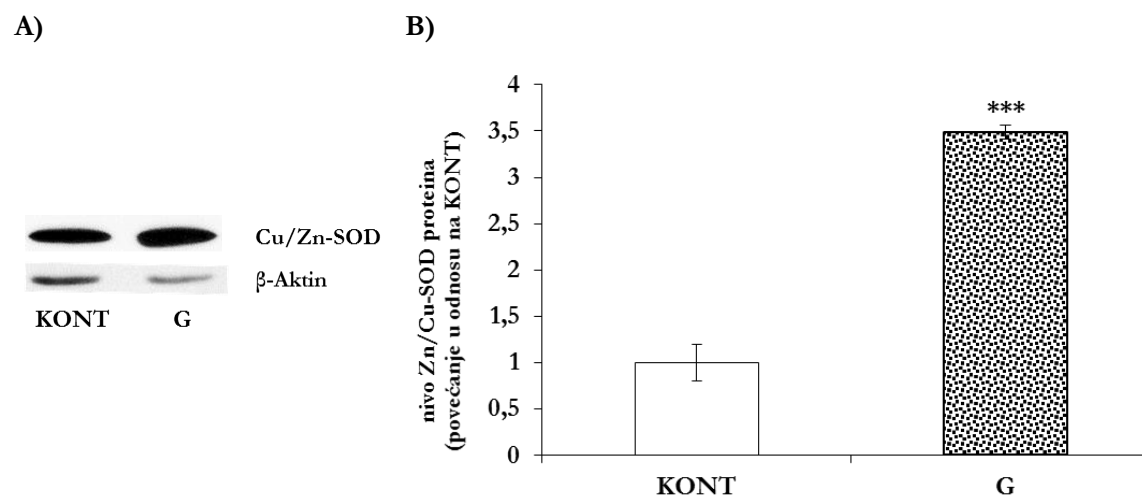 A)
Cu/Zn-SOD
β-Aktin
KONT G
B)
nivo Zn/Cu-SOD proteina
(povećanje u odnosu na KONT)
4
3,5
3
2,5
2
1,5
1
0,5
0
***
KONT G